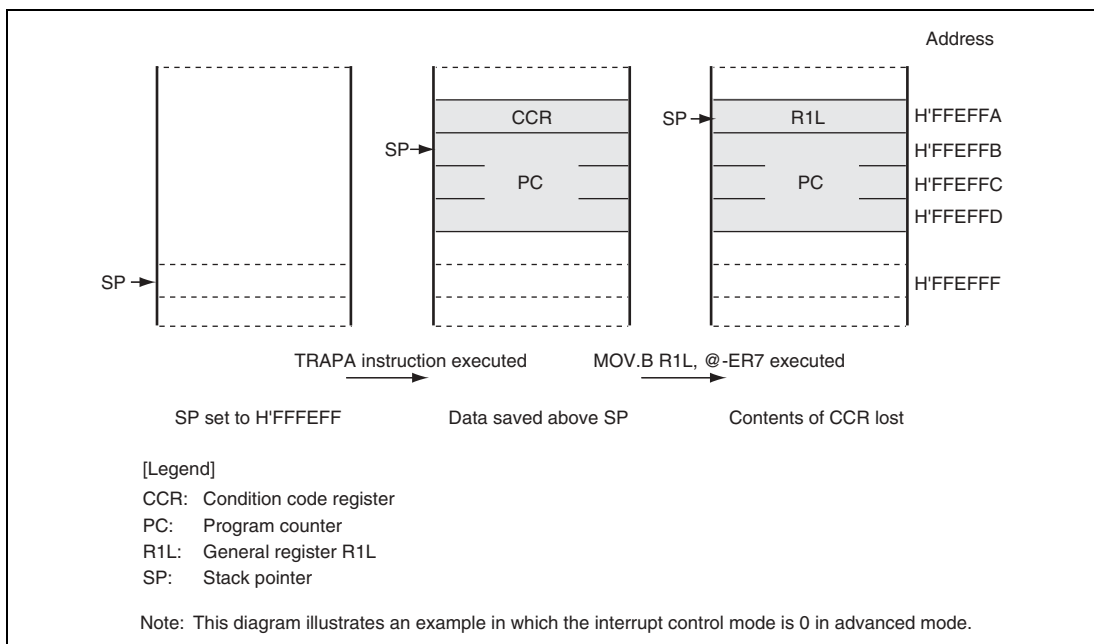 Address
CCR
SP
R1L
H'FFEFFA
SP
H'FFEFFB
PC
PC
H'FFEFFC
H'FFEFFD
SP
H'FFEFFF
TRAPA instruction executed
MOV.B R1L, @-ER7 executed
SP set to H'FFFEFF
Data saved above SP
Contents of CCR lost
[Legend]
CCR: Condition code register
PC: Program counter
R1L: General register R1L
SP: Stack pointer
Note: This diagram illustrates an example in which the interrupt control mode is 0 in advanced mode.